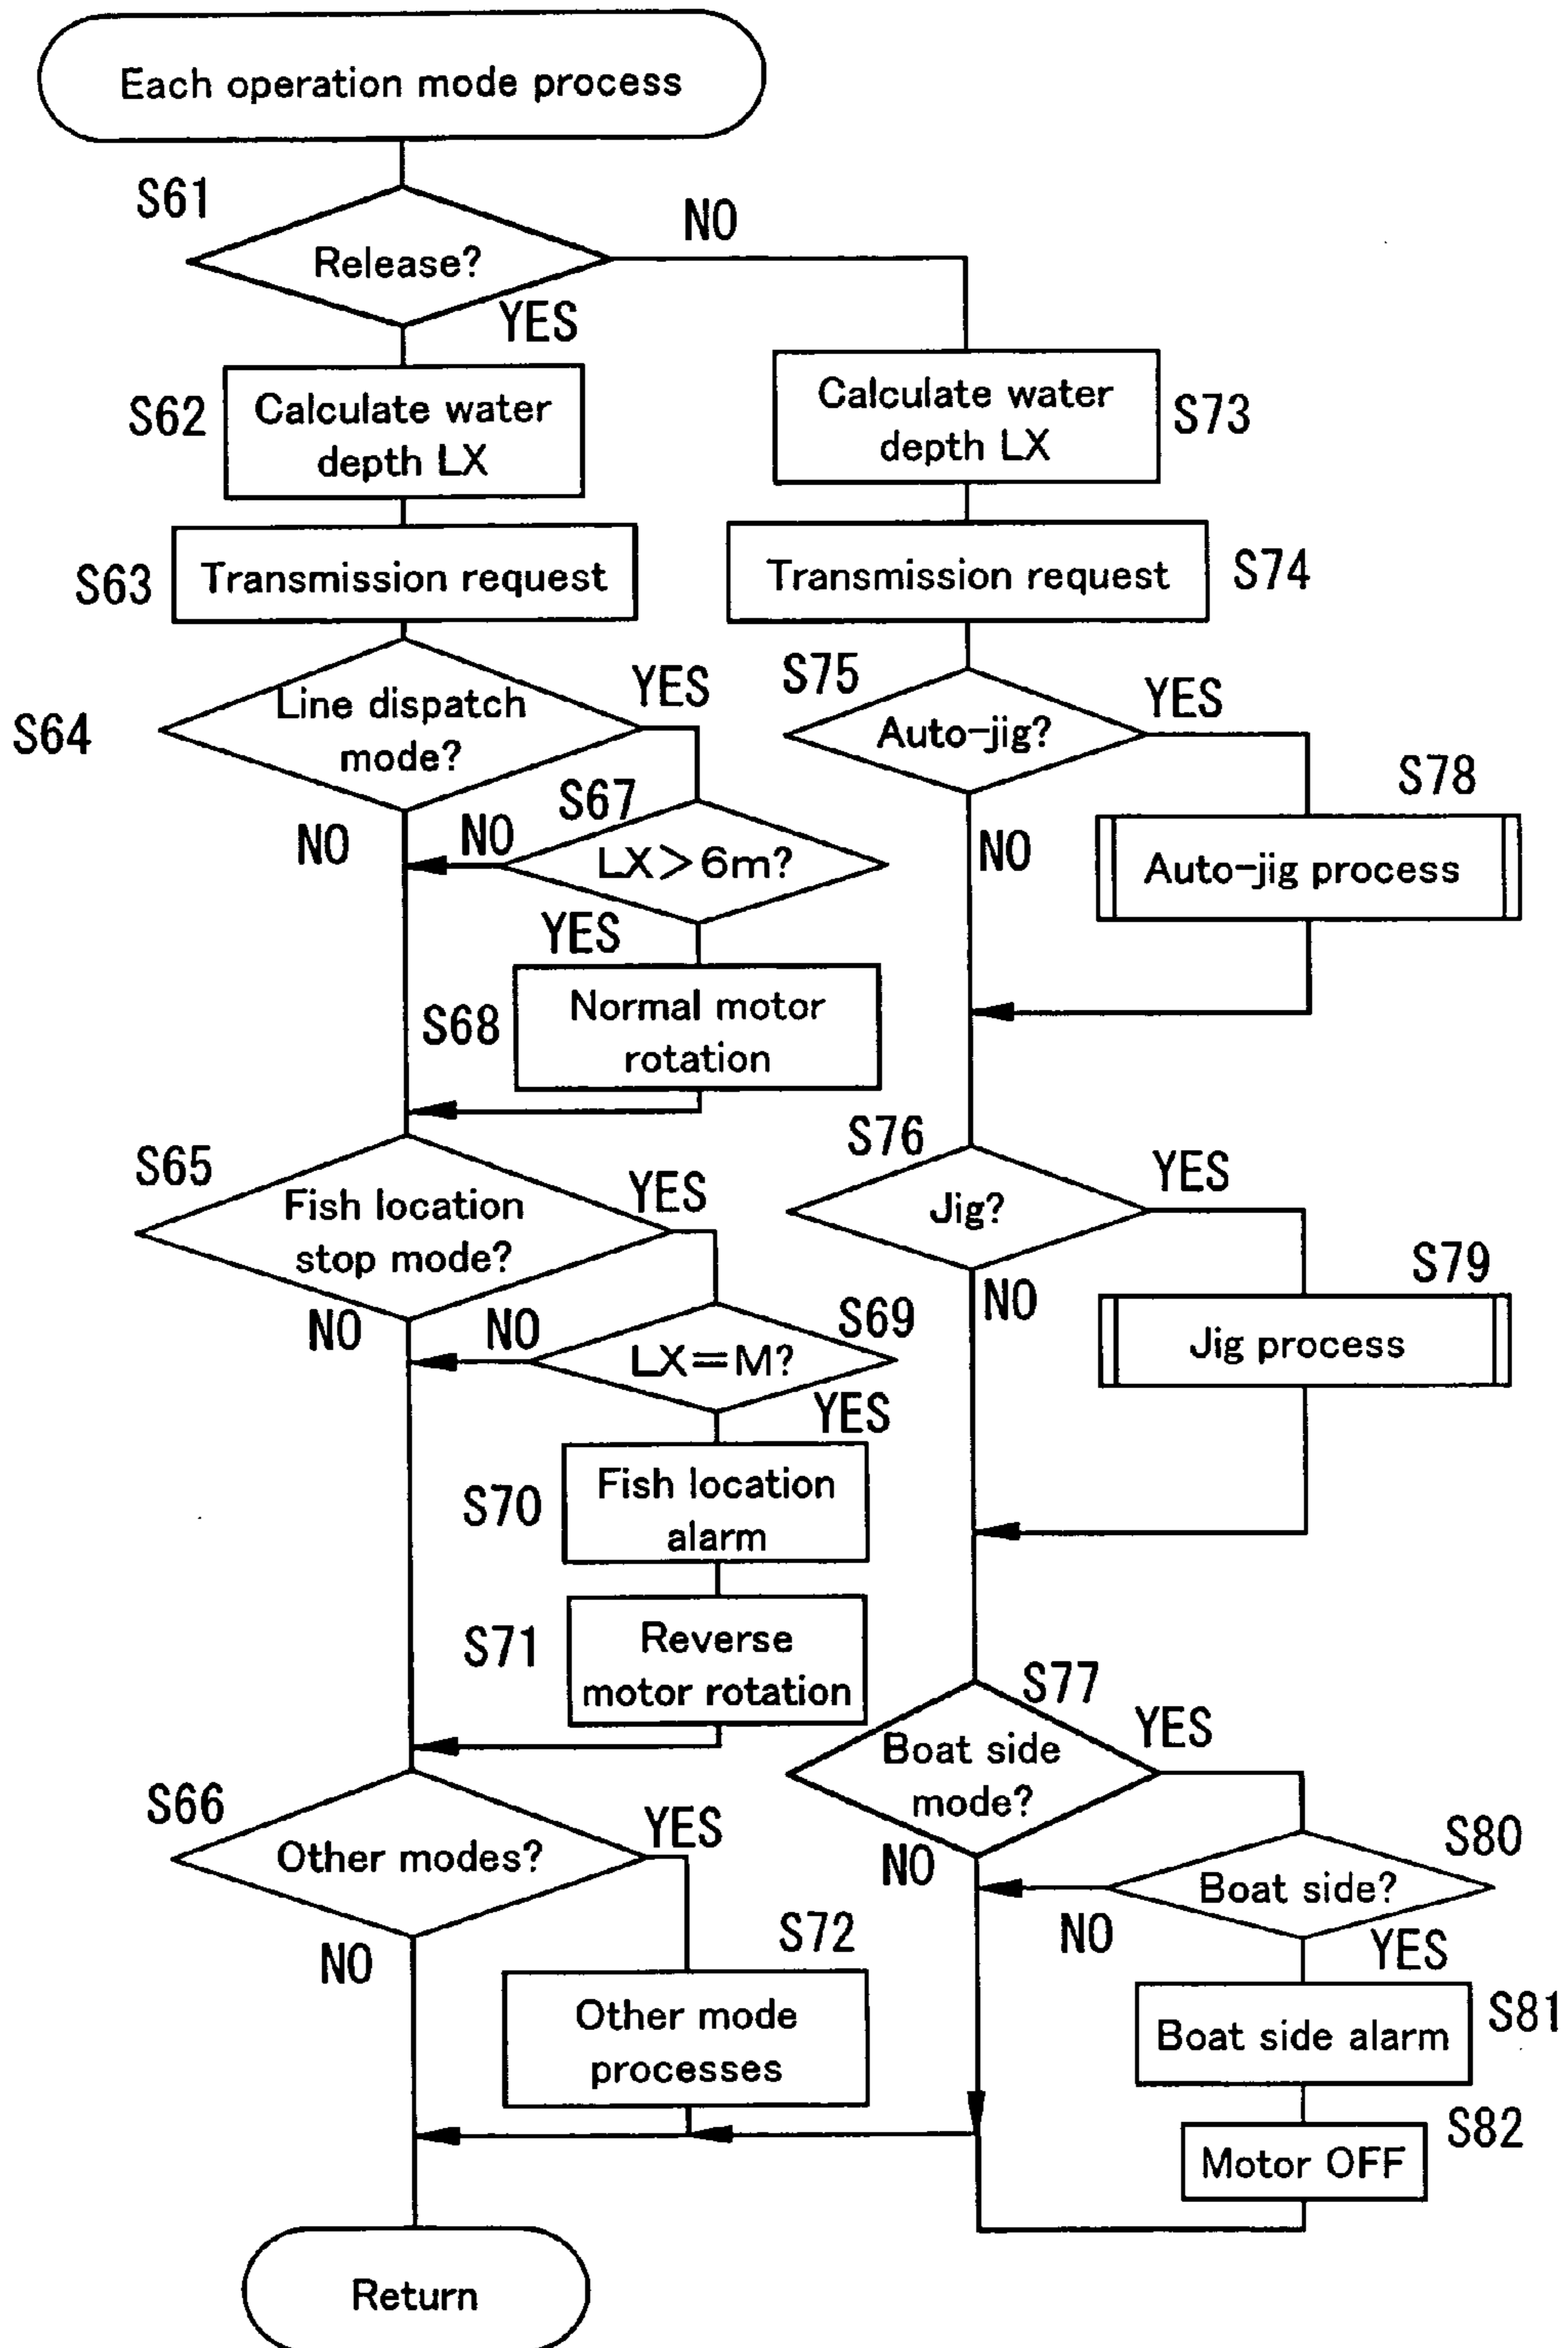 Each operation mode process
S61
Release?
NO
YES
S62
Calculate water
depth LX
S63
Transmission request
S64
Line dispatch
mode?
YES
NO
S67
LX>6m?
NO
YES
S68
Normal motor
rotation
S65
Fish location
stop mode?
YES
NO
S69
LX=M?
NO
YES
S70
Fish location
alarm
S71
Reverse
motor rotation
S66
Other modes?
YES
NO
S72
Other mode
processes
Return
Calculate water
depth LX
S73
Transmission request
S74
S75
Auto-jig?
YES
NO
S78
Auto-jig process
S76
Jig?
YES
NO
S79
Jig process
S77
Boat side
mode?
YES
NO
S80
Boat side?
NO
YES
Boat side alarm
S81
S82
Motor OFF